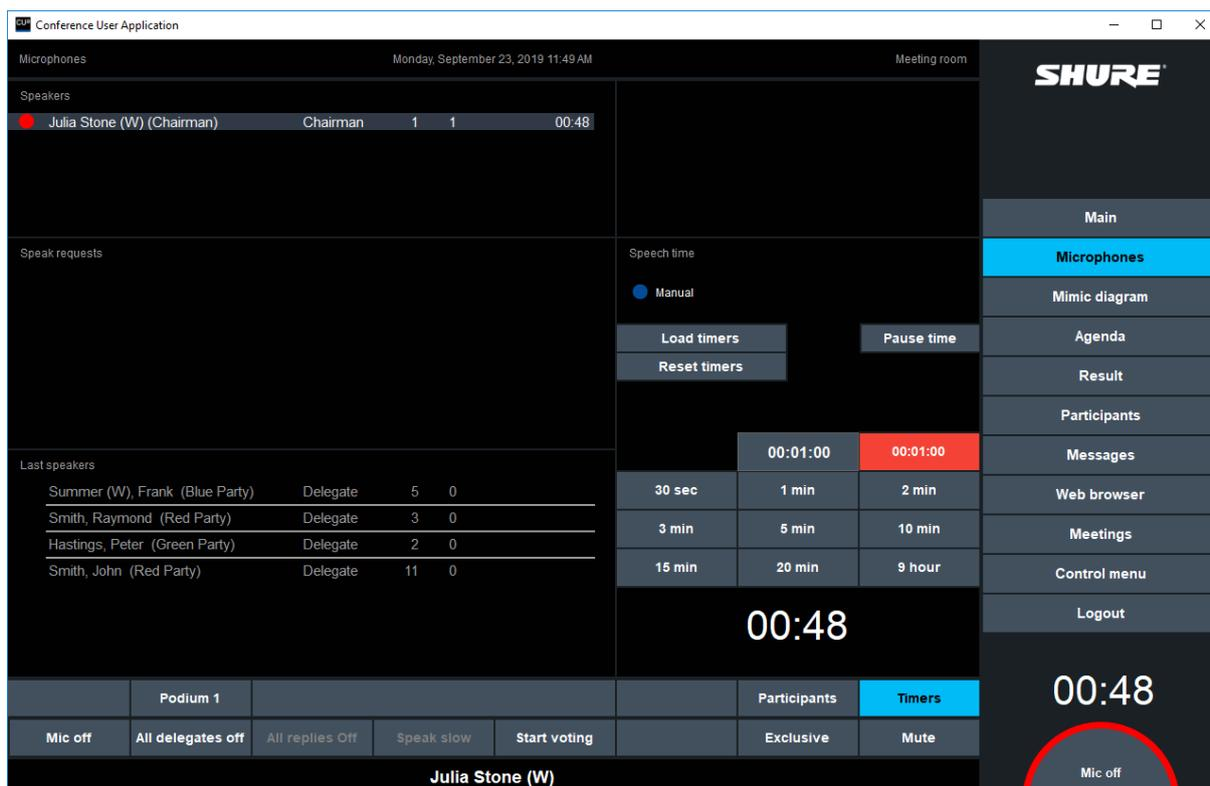 CU Conference User Application
Microphones Monday, September 23, 2019 11:49 AM Meeting room
SHURE
Speakers
Julia Stone (W) (Chairman) Chairman 1 1 00:48
Speak requests
Speech time
Manual
Load timers Pause time
Reset timers
00:01:00 00:01:00
30 sec 1 min 2 min
3 min 5 min 10 min
15 min 20 min 9 hour
00:48
Last speakers
Summer (W), Frank (Blue Party) Delegate 5 0
Smith, Raymond (Red Party) Delegate 3 0
Hastings, Peter (Green Party) Delegate 2 0
Smith, John (Red Party) Delegate 11 0
Podium 1 Participants Timers
Mic off All delegates off All replies Off Speak slow Start voting Exclusive Mute
Julia Stone (W)
Main
Microphones
Mimic diagram
Agenda
Result
Participants
Messages
Web browser
Meetings
Control menu
Logout
00:48
Mic off